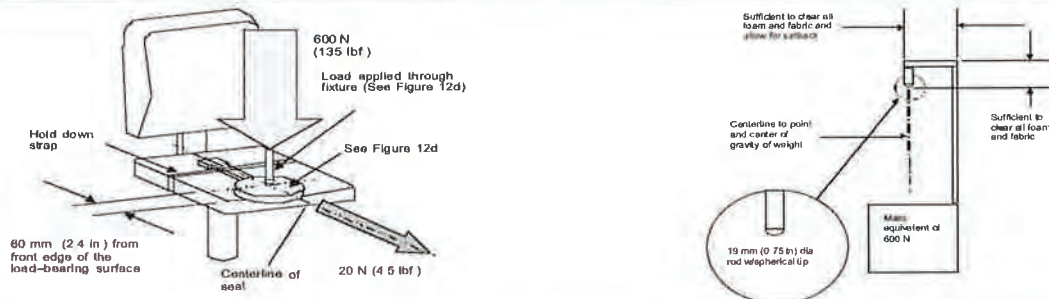 600 N
(135 lbf )
Load applied through
fixture (See Figure 12d)
Hold down
strap
See Figure 12d
60 mm (2 4 in ) from
front edge of the
load–bearing surface
Centerline of
seat
20 N (4 5 lbf )
Sufficient to clear all
foam and fabric and
allow for setback
Centerline to point
and center of
gravity of weight
Sufficient to
clear all foam
and fabric
19 mm (0 75 in) dia
rod w/spherical tip
Mass
equivalent of
600 N